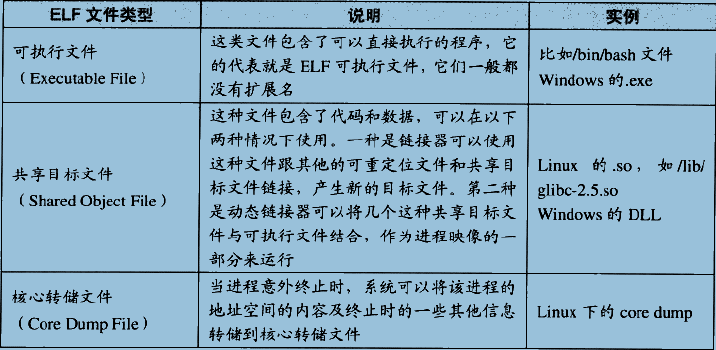 ELF 文件类型 说明 实例
可执行文件
（Executable File）
这类文件包含了可以直接执行的程序，它
的代表就是 ELF 可执行文件，它们一般都
没有扩展名
比如/bin/bash 文件
Windows 的.exe
共享目标文件
（Shared Object File）
这种文件包含了代码和数据，可以在以下
两种情况下使用。一种是链接器可以使用
这种文件跟其他的可重定位文件和共享目
标文件链接，产生新的目标文件。第二种
是动态链接器可以将几个这种共享目标文
件与可执行文件结合，作为进程映像的一
部分来运行
Linux 的 .so，如 /lib/
glibc-2.5.so
Windows 的 DLL
核心转储文件
（Core Dump File）
当进程意外终止时，系统可以将该进程的
地址空间的内容及终止时的一些其他信息
转储到核心转储文件
Linux 下的 core dump